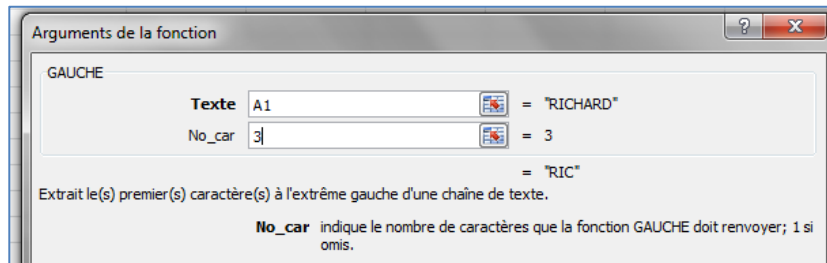 Arguments de la fonction
GAUCHE
Texte A1 = "RICHARD"
No_car 3 = 3
= "RIC"
Extrait le(s) premier(s) caractère(s) à l'extrême gauche d'une chaîne de texte.
No_car indique le nombre de caractères que la fonction GAUCHE doit renvoyer; 1 si
omis.